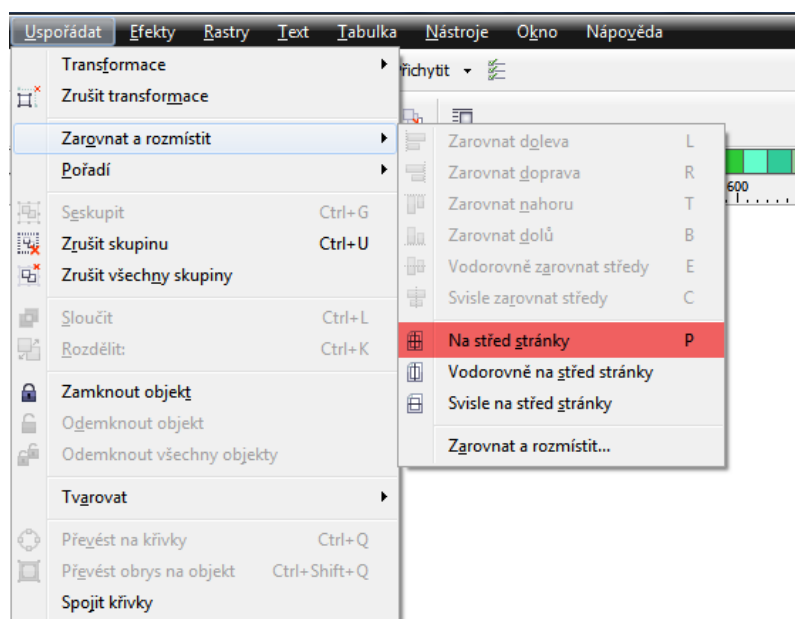 Uspořádat Efekty Rastry Text Tabulka Nástroje Okno Nápověda
Transformace
Zrušit transformace
Zarovnat a rozmístit
Pořadí
Seskupit Ctrl+G
Zrušit skupinu Ctrl+U
Zrušit všechny skupiny
Sloučit Ctrl+L
Rozdělit: Ctrl+K
Zamknout objekt
Odemknout objekt
Odemknout všechny objekty
Tvarovat
Převést na křivky Ctrl+Q
Převést obrys na objekt Ctrl+Shift+Q
Spojit křivky
řichytit
600
Zarovnat doleva L
Zarovnat doprava R
Zarovnat nahoru T
Zarovnat dolů B
Vodorovně zarovnat středy E
Svisle zarovnat středy C
Na střed stránky P
Vodorovně na střed stránky
Svisle na střed stránky
Zarovnat a rozmístit...